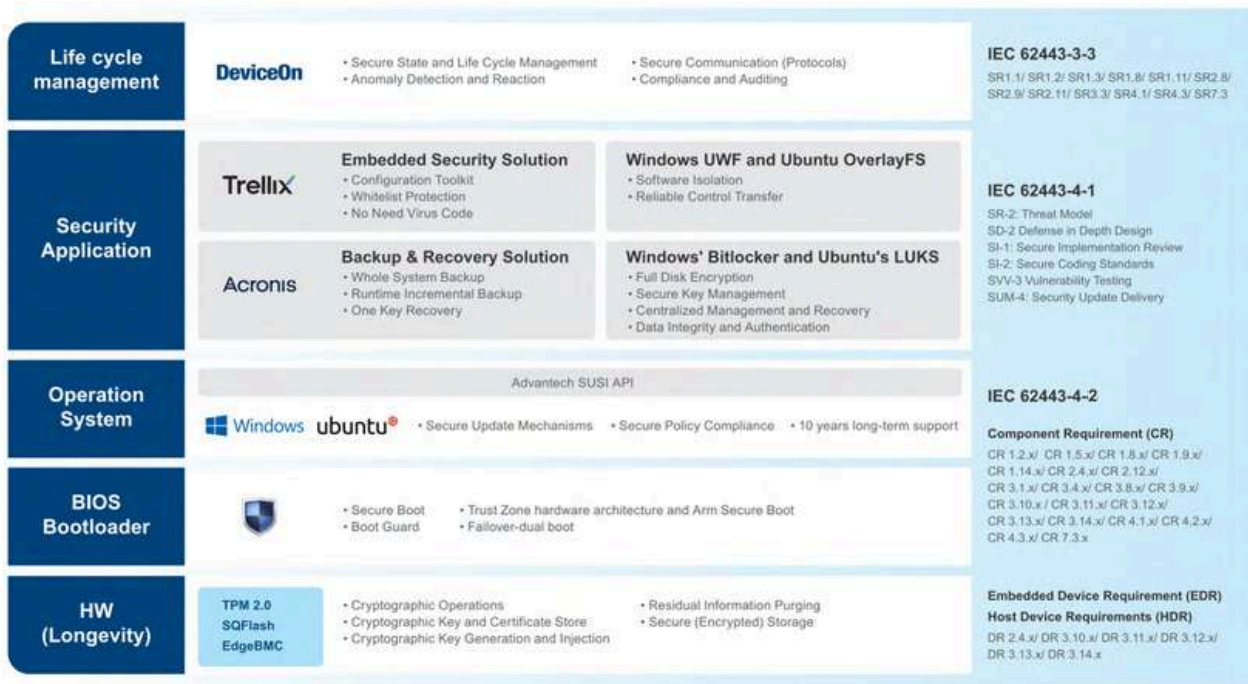 Life cycle
management
DeviceOn
• Secure State and Life Cycle Management
• Anomaly Detection and Reaction
• Secure Communication (Protocols)
• Compliance and Auditing
IEC 62443-3-3
SR1.1/ SR1.2/ SR1.3/ SR1.8/ SR1.11/ SR2.8/
SR2.9/ SR2.11/ SR3.3/ SR4.1/ SR4.3/ SR7.3
Security
Application
Trellix
Embedded Security Solution
• Configuration Toolkit
• Whitelist Protection
• No Need Virus Code
Windows UWF and Ubuntu OverlayFS
• Software Isolation
• Reliable Control Transfer
Acronis
Backup & Recovery Solution
• Whole System Backup
• Runtime Incremental Backup
• One Key Recovery
Windows' Bitlocker and Ubuntu's LUKS
• Full Disk Encryption
• Secure Key Management
• Centralized Management and Recovery
• Data Integrity and Authentication
IEC 62443-4-1
SR-2: Threat Model
SD-2 Defense in Depth Design
SI-1: Secure Implementation Review
SI-2: Secure Coding Standards
SVV-3 Vulnerability Testing
SUM-4: Security Update Delivery
Operation
System
Advantech SUSI API
Windows ubuntu • Secure Update Mechanisms • Secure Policy Compliance • 10 years long-term support
BIOS
Bootloader
• Secure Boot
• Boot Guard
• Trust Zone hardware architecture and Arm Secure Boot
• Failover-dual boot
IEC 62443-4-2
Component Requirement (CR)
CR 1.2.x/ CR 1.5.x/ CR 1.8.x/ CR 1.9.x/
CR 1.14.x/ CR 2.4.x/ CR 2.12.x/
CR 3.1.x/ CR 3.4.x/ CR 3.8.x/ CR 3.9.x/
CR 3.10.x / CR 3.11.x/ CR 3.12.x/
CR 3.13.x/ CR 3.14.x/ CR 4.1.x/ CR 4.2.x/
CR 4.3.x/ CR 7.3.x
HW
(Longevity)
TPM 2.0
SQFlash
EdgeBMC
• Cryptographic Operations
• Cryptographic Key and Certificate Store
• Cryptographic Key Generation and Injection
• Residual Information Purging
• Secure (Encrypted) Storage
Embedded Device Requirement (EDR)
Host Device Requirements (HDR)
DR 2.4.x/ DR 3.10.x/ DR 3.11.x/ DR 3.12.x/
DR 3.13.x/ DR 3.14.x